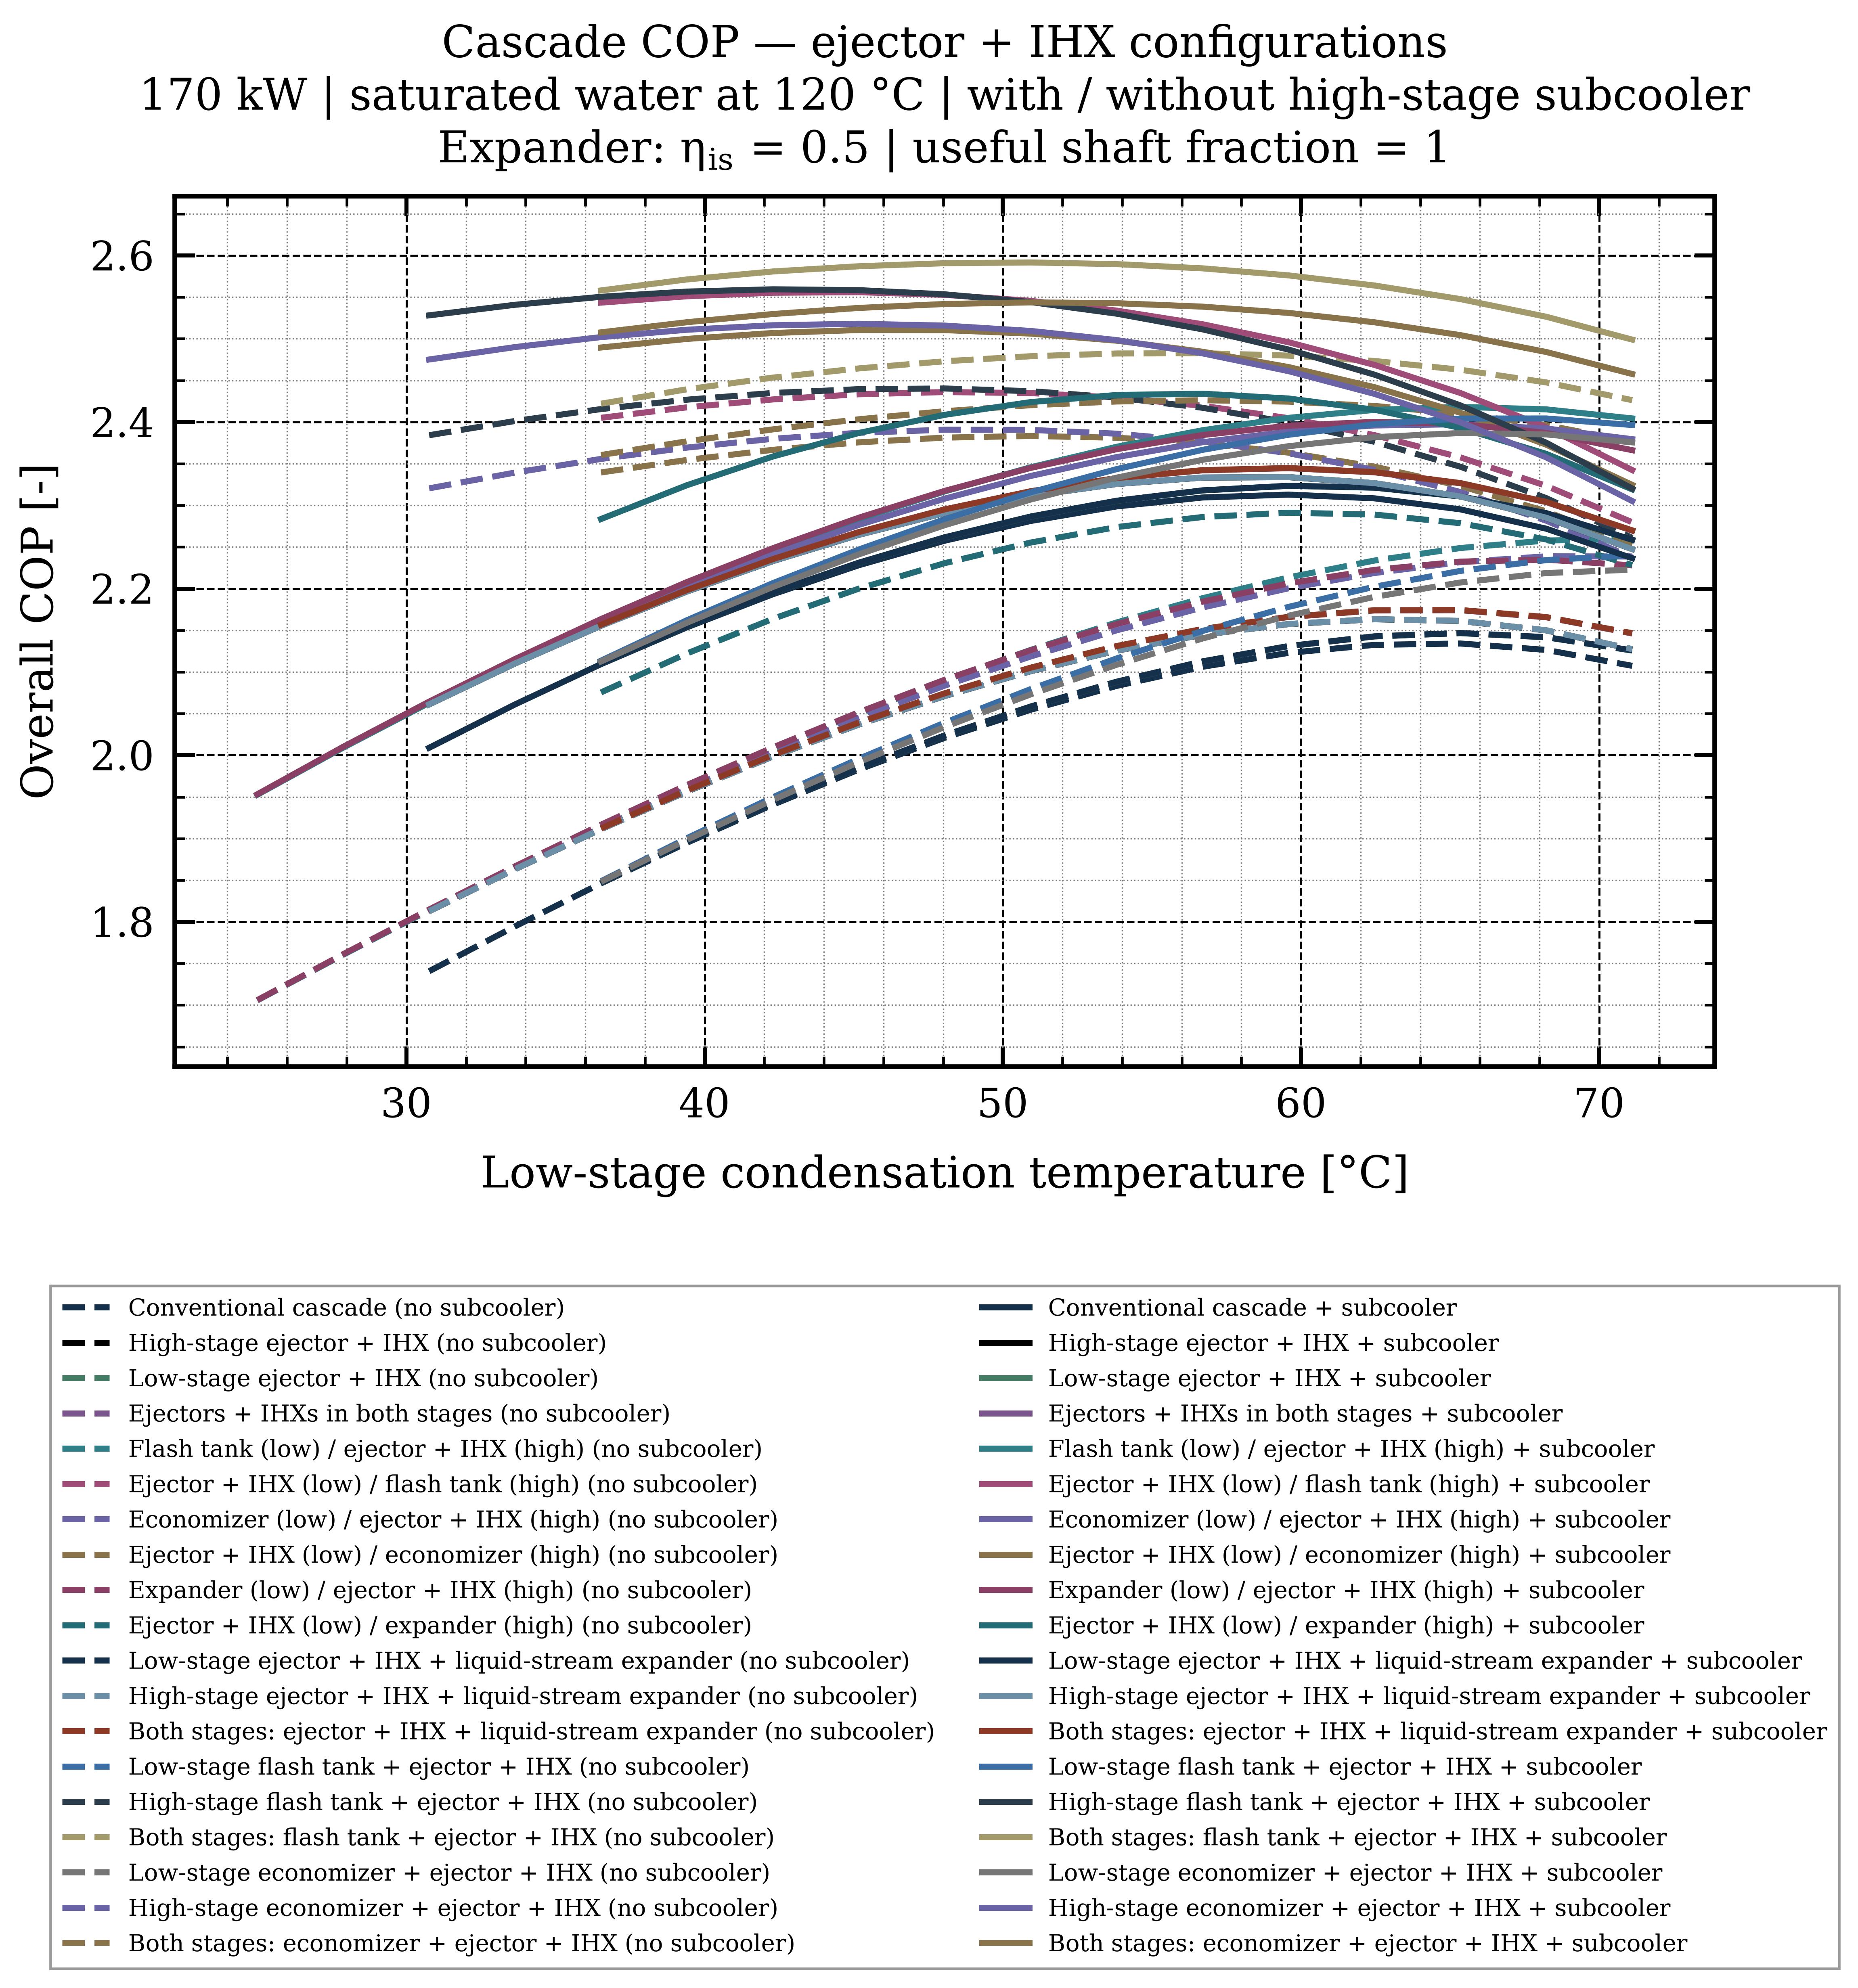 Cascade COP — ejector + IHX configurations
170 kW | saturated water at 120 °C | with / without high-stage subcooler
Expander: ηis = 0.5 | useful shaft fraction = 1
Overall COP [-]
2.6
2.4
2.2
2.0
1.8
30 40 50 60 70
Low-stage condensation temperature [°C]
Conventional cascade (no subcooler)
High-stage ejector + IHX (no subcooler)
Low-stage ejector + IHX (no subcooler)
Ejectors + IHXs in both stages (no subcooler)
Flash tank (low) / ejector + IHX (high) (no subcooler)
Ejector + IHX (low) / flash tank (high) (no subcooler)
Economizer (low) / ejector + IHX (high) (no subcooler)
Ejector + IHX (low) / economizer (high) (no subcooler)
Expander (low) / ejector + IHX (high) (no subcooler)
Ejector + IHX (low) / expander (high) (no subcooler)
Low-stage ejector + IHX + liquid-stream expander (no subcooler)
High-stage ejector + IHX + liquid-stream expander (no subcooler)
Both stages: ejector + IHX + liquid-stream expander (no subcooler)
Low-stage flash tank + ejector + IHX (no subcooler)
High-stage flash tank + ejector + IHX (no subcooler)
Both stages: flash tank + ejector + IHX (no subcooler)
Low-stage economizer + ejector + IHX (no subcooler)
High-stage economizer + ejector + IHX (no subcooler)
Both stages: economizer + ejector + IHX (no subcooler)
Conventional cascade + subcooler
High-stage ejector + IHX + subcooler
Low-stage ejector + IHX + subcooler
Ejectors + IHXs in both stages + subcooler
Flash tank (low) / ejector + IHX (high) + subcooler
Ejector + IHX (low) / flash tank (high) + subcooler
Economizer (low) / ejector + IHX (high) + subcooler
Ejector + IHX (low) / economizer (high) + subcooler
Expander (low) / ejector + IHX (high) + subcooler
Ejector + IHX (low) / expander (high) + subcooler
Low-stage ejector + IHX + liquid-stream expander + subcooler
High-stage ejector + IHX + liquid-stream expander + subcooler
Both stages: ejector + IHX + liquid-stream expander + subcooler
Low-stage flash tank + ejector + IHX + subcooler
High-stage flash tank + ejector + IHX + subcooler
Both stages: flash tank + ejector + IHX + subcooler
Low-stage economizer + ejector + IHX + subcooler
High-stage economizer + ejector + IHX + subcooler
Both stages: economizer + ejector + IHX + subcooler